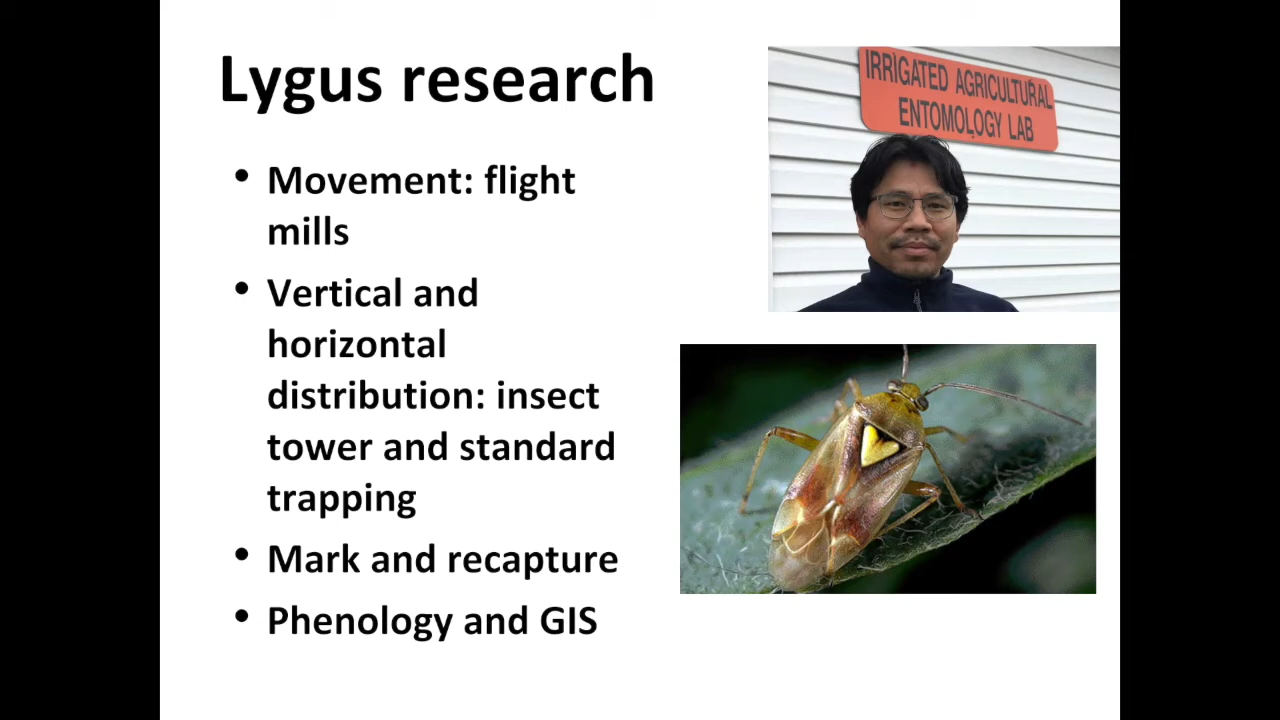 Lygus research
• Movement: flight
mills
• Vertical and
horizontal
distribution: insect
tower and standard
trapping
• Mark and recapture
• Phenology and GIS
IRRIGATED AGRICULTURAL
ENTOMOLOGY LAB